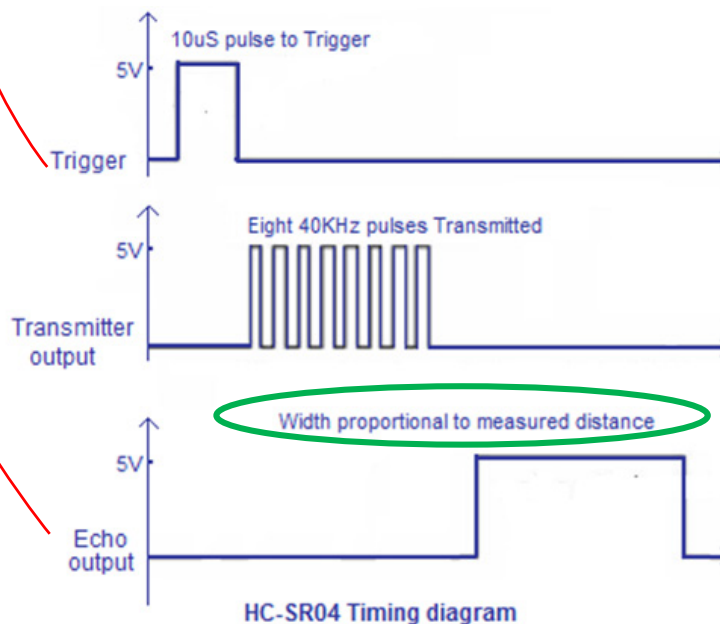 10uS pulse to Trigger
5V
Trigger
Eight 40KHz pulses Transmitted
5V
Transmitter
output
Width proportional to measured distance
5V
Echo
output
HC-SR04 Timing diagram